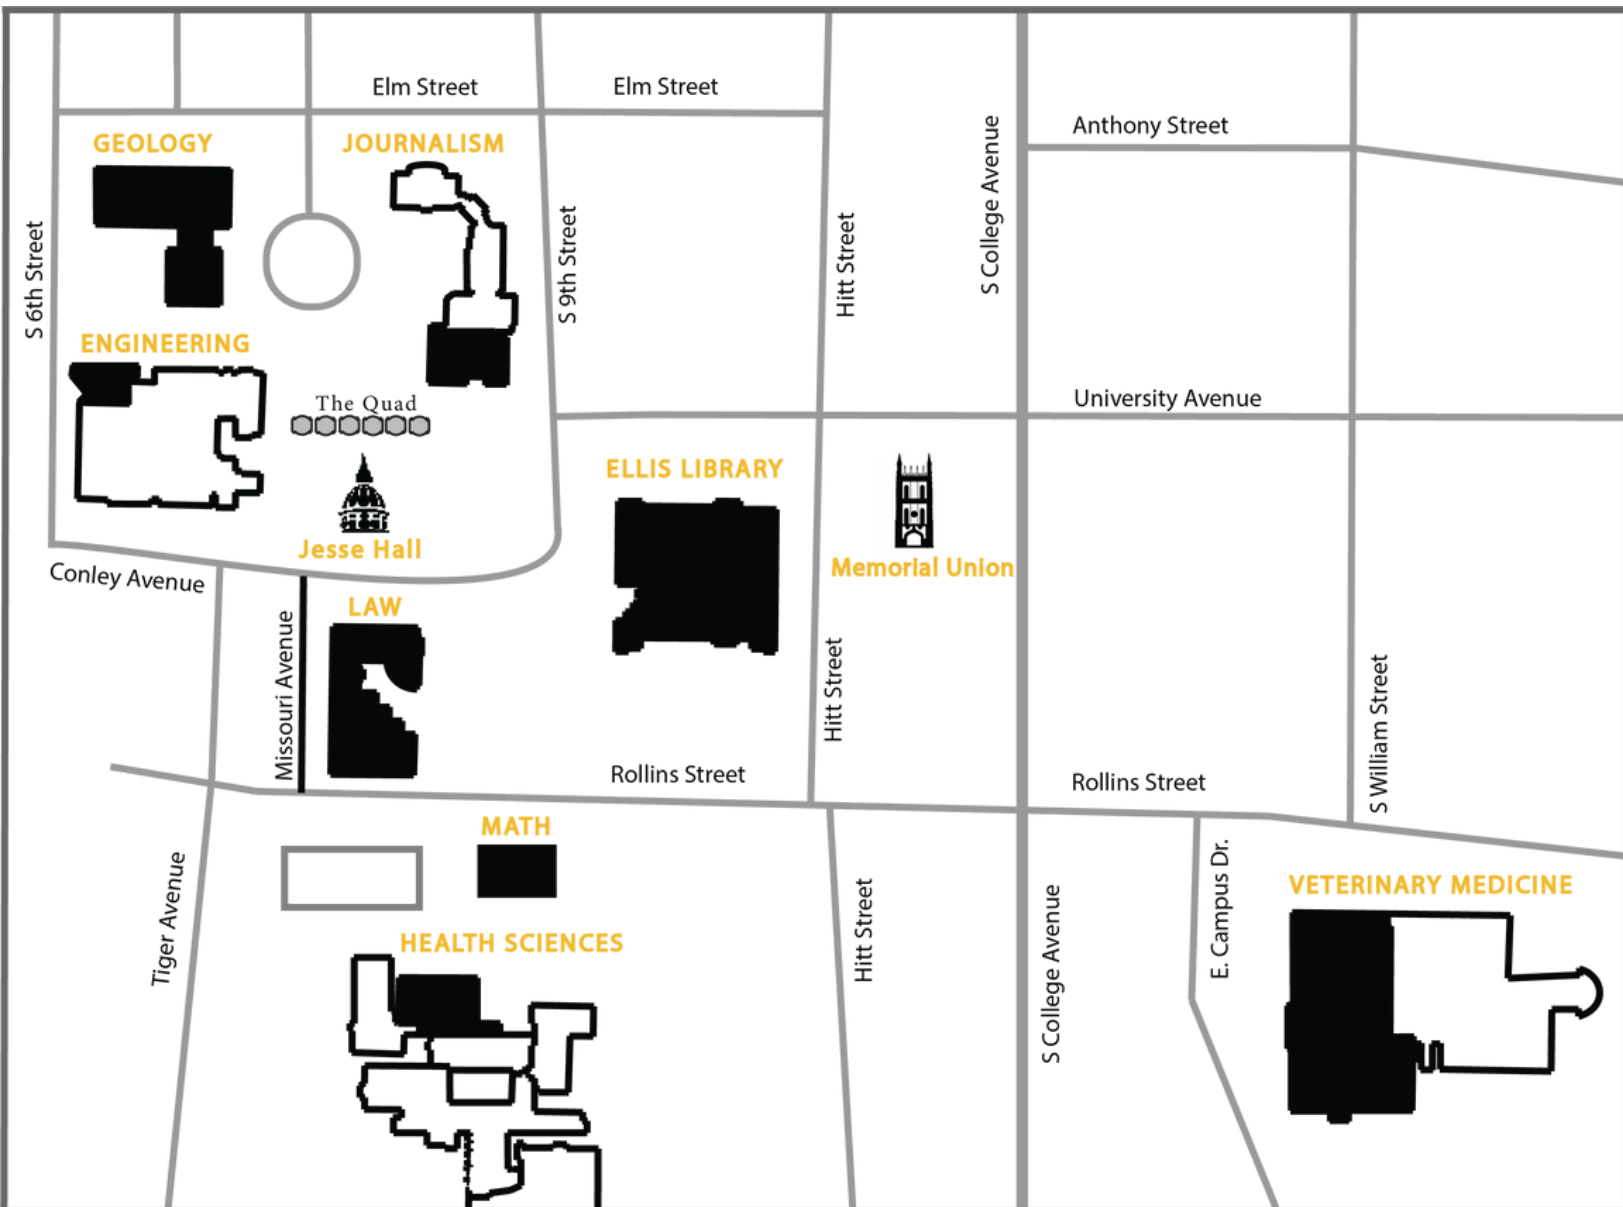 Elm Street
Elm Street
Anthony Street
GEOLOGY
JOURNALISM
S 6th Street
S 9th Street
Hitt Street
S College Avenue
ENGINEERING
The Quad
University Avenue
ELLIS LIBRARY
Jesse Hall
Memorial Union
Conley Avenue
LAW
Missouri Avenue
Hitt Street
S William Street
Rollins Street
Rollins Street
MATH
Tiger Avenue
HEALTH SCIENCES
Hitt Street
S College Avenue
E. Campus Dr.
VETERINARY MEDICINE